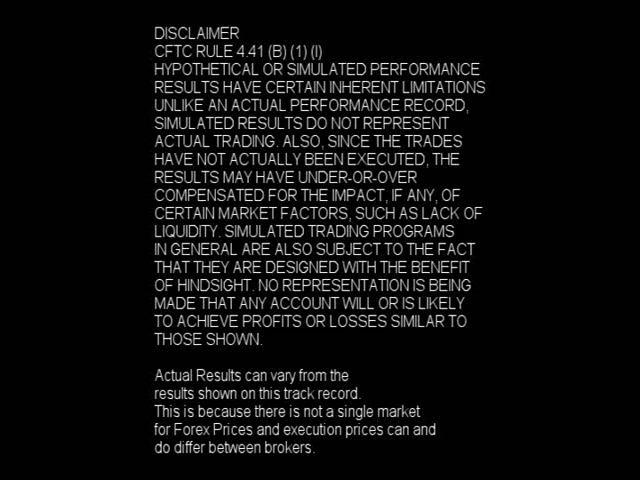 DISCLAIMER
CFTC RULE 4.41 (B) (1) (I)
HYPOTHETICAL OR SIMULATED PERFORMANCE
RESULTS HAVE CERTAIN INHERENT LIMITATIONS
UNLIKE AN ACTUAL PERFORMANCE RECORD,
SIMULATED RESULTS DO NOT REPRESENT
ACTUAL TRADING. ALSO, SINCE THE TRADES
HAVE NOT ACTUALLY BEEN EXECUTED, THE
RESULTS MAY HAVE UNDER-OR-OVER
COMPENSATED FOR THE IMPACT, IF ANY, OF
CERTAIN MARKET FACTORS, SUCH AS LACK OF
LIQUIDITY. SIMULATED TRADING PROGRAMS
IN GENERAL ARE ALSO SUBJECT TO THE FACT
THAT THEY ARE DESIGNED WITH THE BENEFIT
OF HINDSIGHT. NO REPRESENTATION IS BEING
MADE THAT ANY ACCOUNT WILL OR IS LIKELY
TO ACHIEVE PROFITS OR LOSSES SIMILAR TO
THOSE SHOWN.
Actual Results can vary from the
results shown on this track record.
This is because there is not a single market
for Forex Prices and execution prices can and
do differ between brokers.